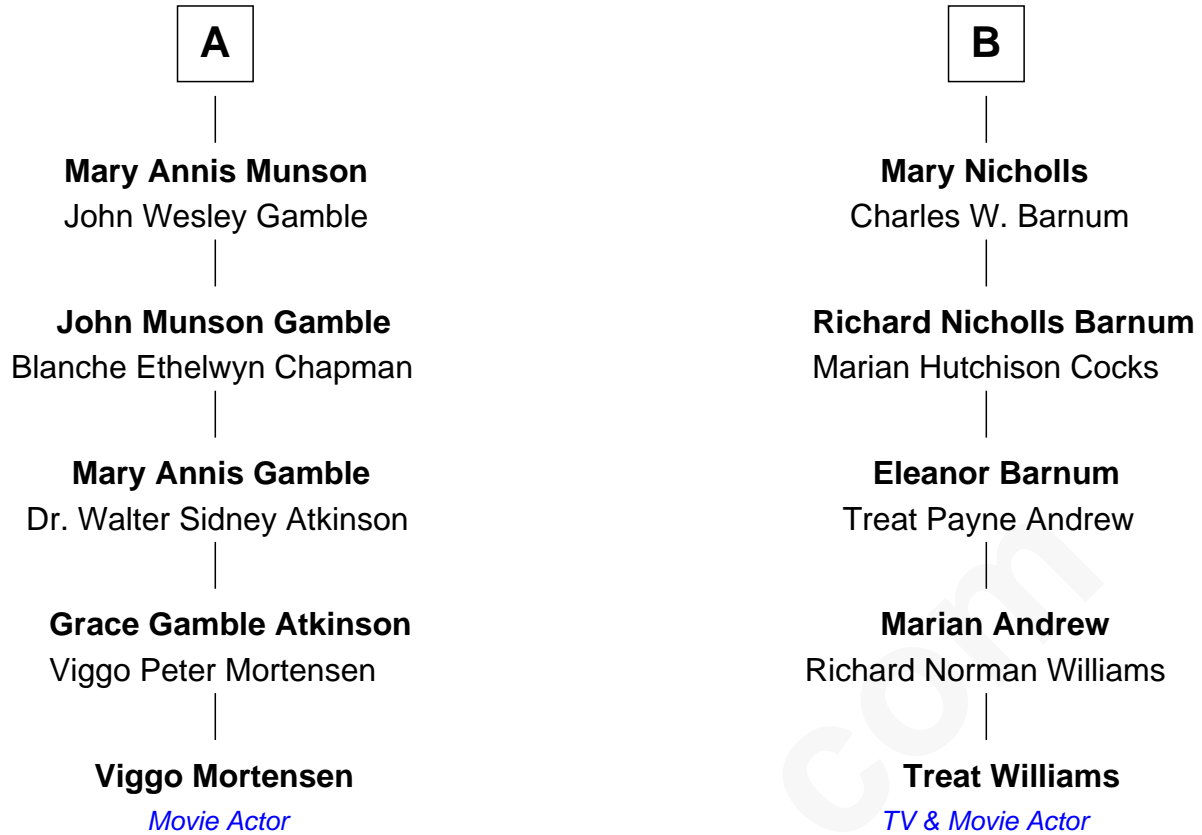 A
Mary Annis Munson
John Wesley Gamble
John Munson Gamble
Blanche Ethelwyn Chapman
Mary Annis Gamble
Dr. Walter Sidney Atkinson
Grace Gamble Atkinson
Viggo Peter Mortensen
Viggo Mortensen
Movie Actor
B
Mary Nicholls
Charles W. Barnum
Richard Nicholls Barnum
Marian Hutchison Cocks
Eleanor Barnum
Treat Payne Andrew
Marian Andrew
Richard Norman Williams
Treat Williams
TV & Movie Actor
com